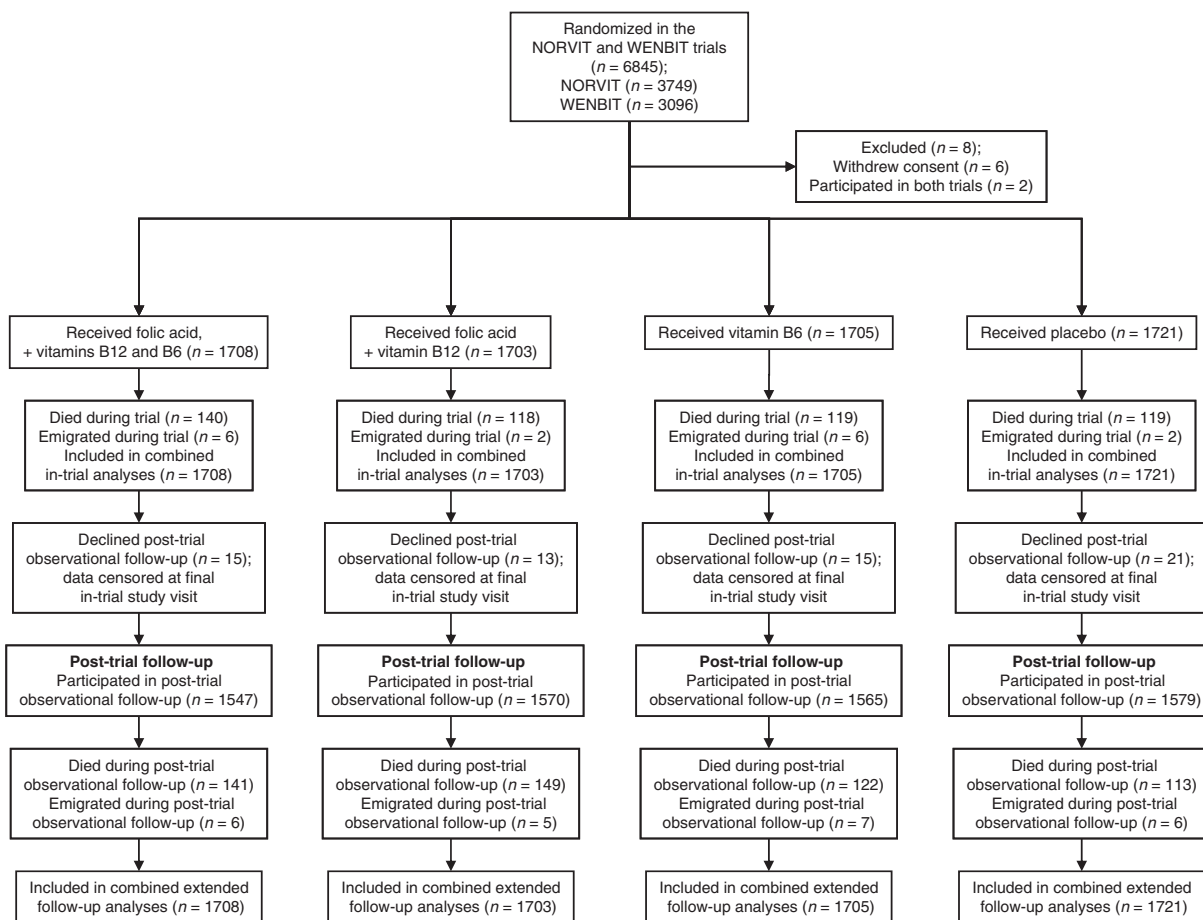 Randomized in the
NORVIT and WENBIT trials
(n = 6845);
NORVIT (n = 3749)
WENBIT (n = 3096)
Excluded (n = 8);
Withdrew consent (n = 6)
Participated in both trials (n = 2)
Received folic acid,
+ vitamins B12 and B6 (n = 1708)
Received folic acid
+ vitamin B12 (n = 1703)
Received vitamin B6 (n = 1705)
Received placebo (n = 1721)
Died during trial (n = 140)
Emigrated during trial (n = 6)
Included in combined
in-trial analyses (n = 1708)
Died during trial (n = 118)
Emigrated during trial (n = 2)
Included in combined
in-trial analyses (n = 1703)
Died during trial (n = 119)
Emigrated during trial (n = 6)
Included in combined
in-trial analyses (n = 1705)
Died during trial (n = 119)
Emigrated during trial (n = 2)
Included in combined
in-trial analyses (n = 1721)
Declined post-trial
observational follow-up (n = 15);
data censored at final
in-trial study visit
Declined post-trial
observational follow-up (n = 13);
data censored at final
in-trial study visit
Declined post-trial
observational follow-up (n = 15);
data censored at final
in-trial study visit
Declined post-trial
observational follow-up (n = 21);
data censored at final
in-trial study visit
Post-trial follow-up
Participated in post-trial
observational follow-up (n = 1547)
Post-trial follow-up
Participated in post-trial
observational follow-up (n = 1570)
Post-trial follow-up
Participated in post-trial
observational follow-up (n = 1565)
Post-trial follow-up
Participated in post-trial
observational follow-up (n = 1579)
Died during post-trial
observational follow-up (n = 141)
Emigrated during post-trial
observational follow-up (n = 6)
Died during post-trial
observational follow-up (n = 149)
Emigrated during post-trial
observational follow-up (n = 5)
Died during post-trial
observational follow-up (n = 122)
Emigrated during post-trial
observational follow-up (n = 7)
Died during post-trial
observational follow-up (n = 113)
Emigrated during post-trial
observational follow-up (n = 6)
Included in combined extended
follow-up analyses (n = 1708)
Included in combined extended
follow-up analyses (n = 1703)
Included in combined extended
follow-up analyses (n = 1705)
Included in combined extended
follow-up analyses (n = 1721)